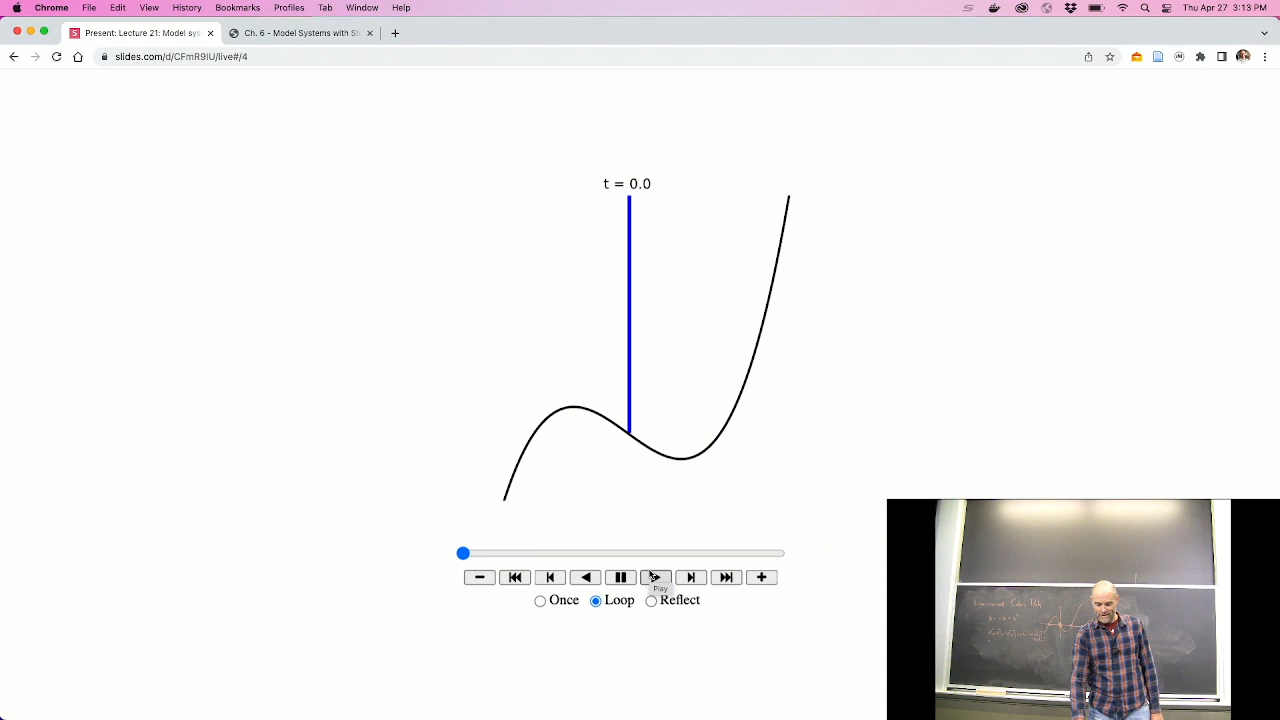 Chrome File Edit View History Bookmarks Profiles Tab Window Help Thu Apr 27 3:13 PM
Present: Lecture 21: Model sys Ch. 6 - Model Systems with St
slides.com/d/CFmR9IU/live#/4
t = 0.0
Play
Once Loop Reflect